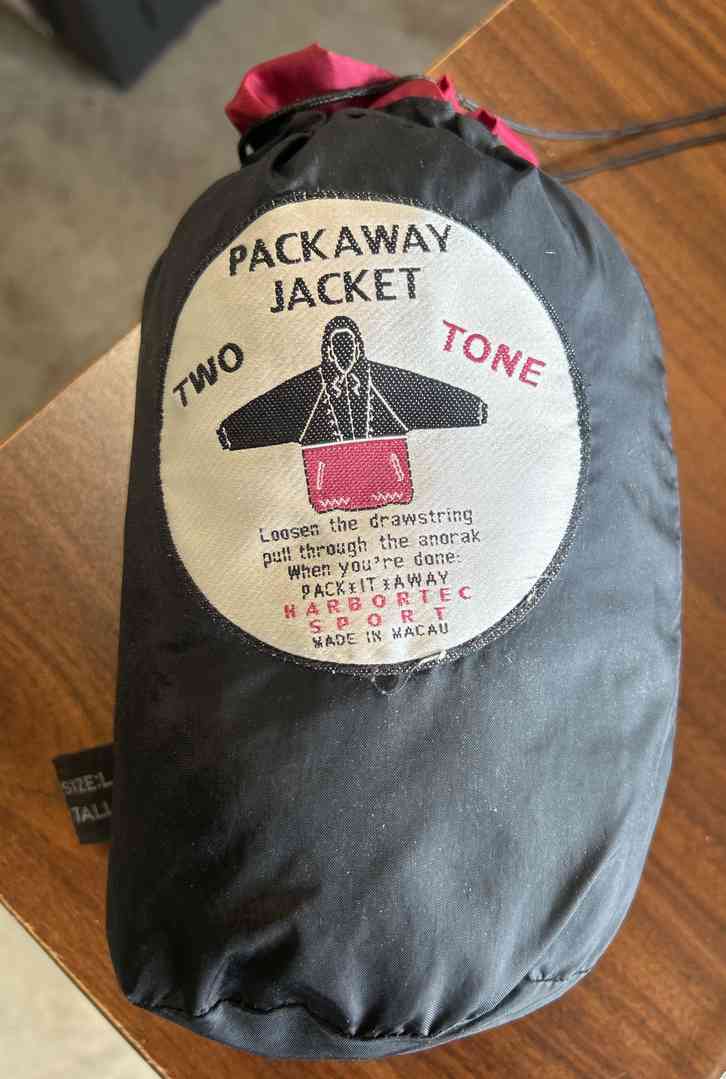 PACKAWAY
JACKET
TWO TONE
Loosen the drawstring
pull through the anorak
When you're done:
PACK*IT*AWAY
HARBORTEC
SPORT
MADE IN MACAU
SIZE:L
TALL